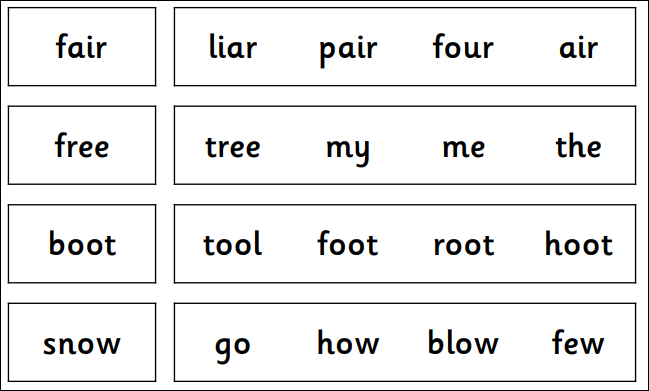 fair liar pair four air
free tree my me the
boot tool foot root hoot
snow go how blow few